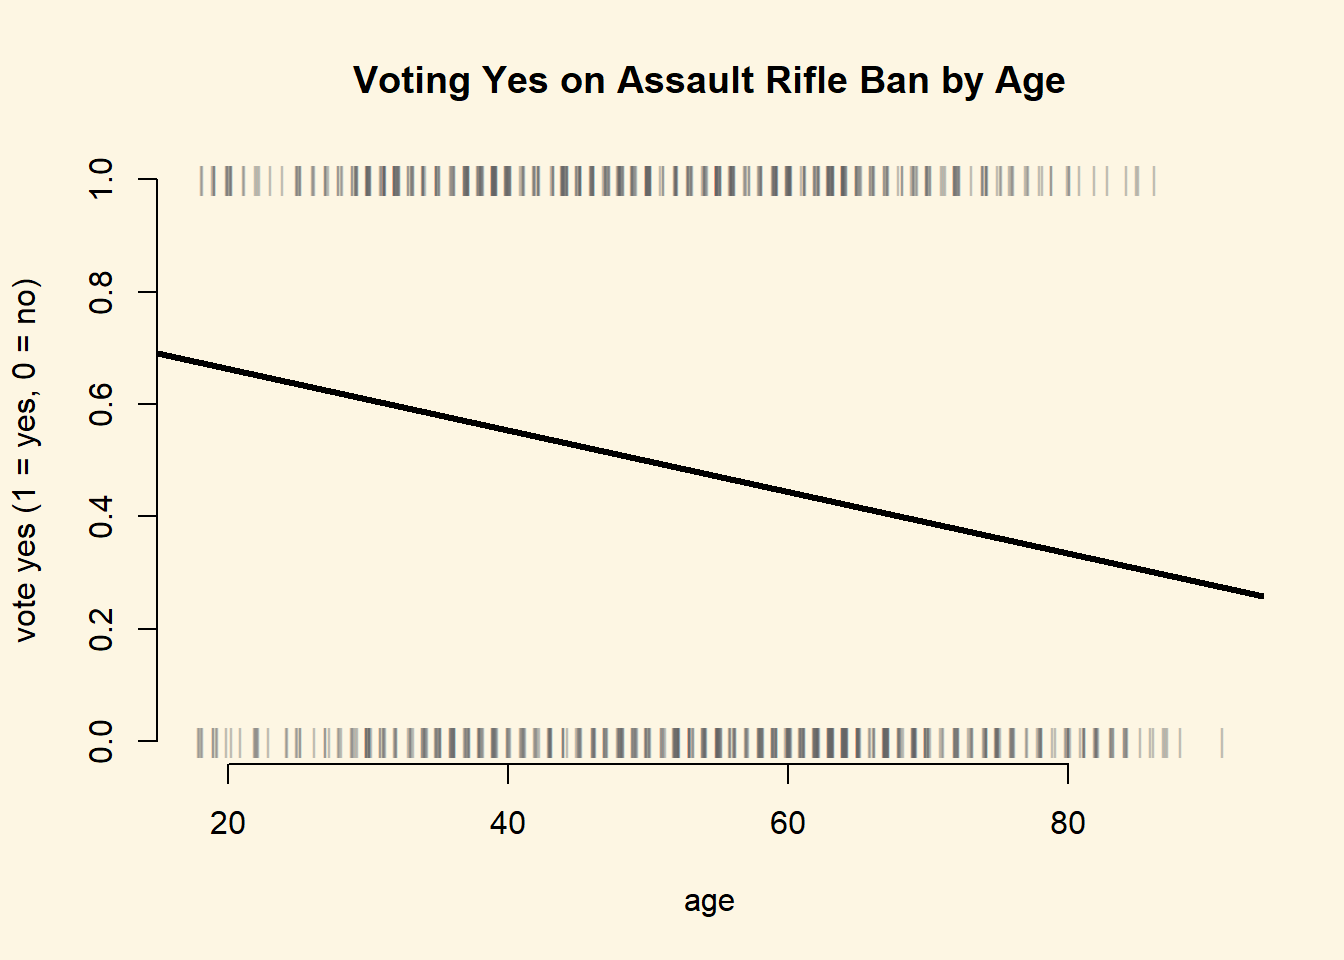 Voting Yes on Assault Rifle Ban by Age
vote yes (1 = yes, 0 = no)
1.0
0.8
0.6
0.4
0.2
0.0
20 40 60 80
age